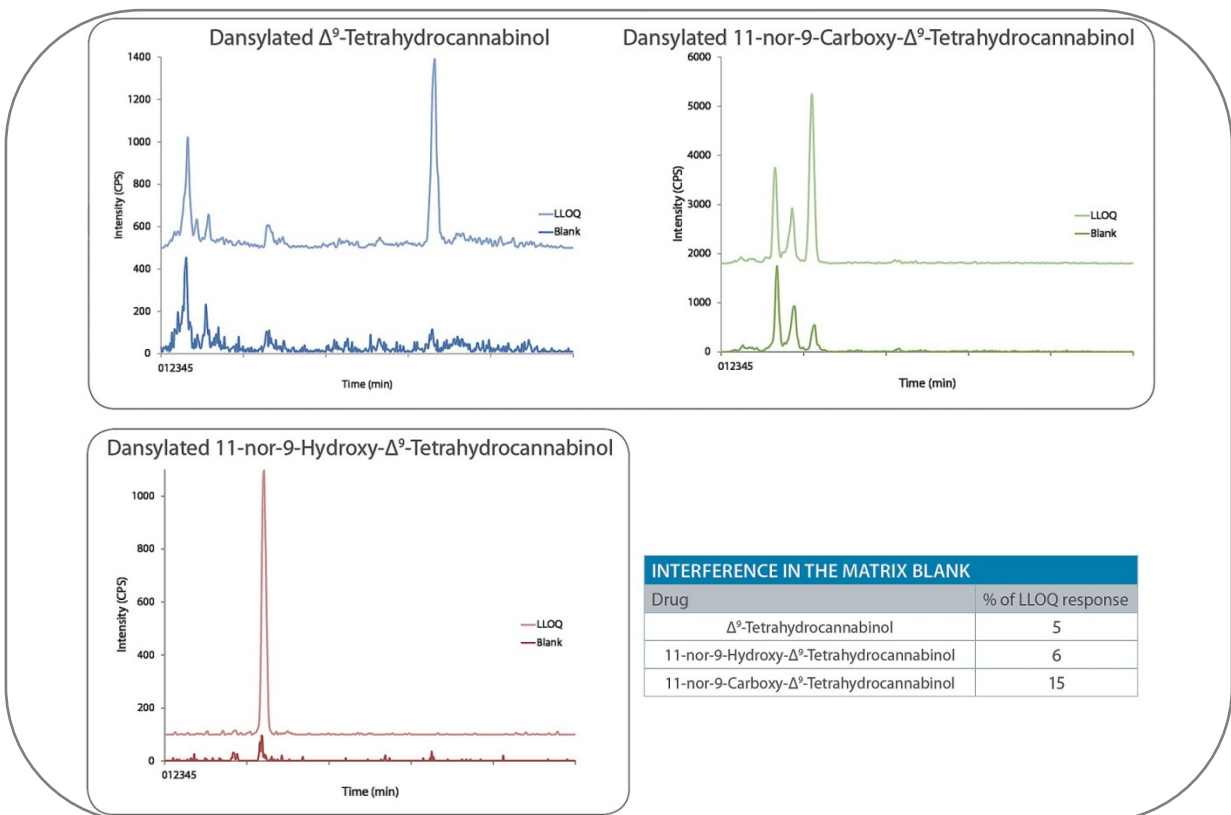 Dansylated Δ⁹-Tetrahydrocannabinol
1400
1200
1000
800
600
400
200
0
Intensity (CPS)
LLOQ
Blank
012345
Time (min)
Dansylated 11-nor-9-Carboxy-Δ⁹-Tetrahydrocannabinol
6000
5000
4000
3000
2000
1000
0
Intensity (CPS)
LLOQ
Blank
012345
Time (min)
Dansylated 11-nor-9-Hydroxy-Δ⁹-Tetrahydrocannabinol
1000
800
600
400
200
0
Intensity (CPS)
LLOQ
Blank
012345
Time (min)
INTERFERENCE IN THE MATRIX BLANK
Drug % of LLOQ response
Δ⁹-Tetrahydrocannabinol 5
11-nor-9-Hydroxy-Δ⁹-Tetrahydrocannabinol 6
11-nor-9-Carboxy-Δ⁹-Tetrahydrocannabinol 15